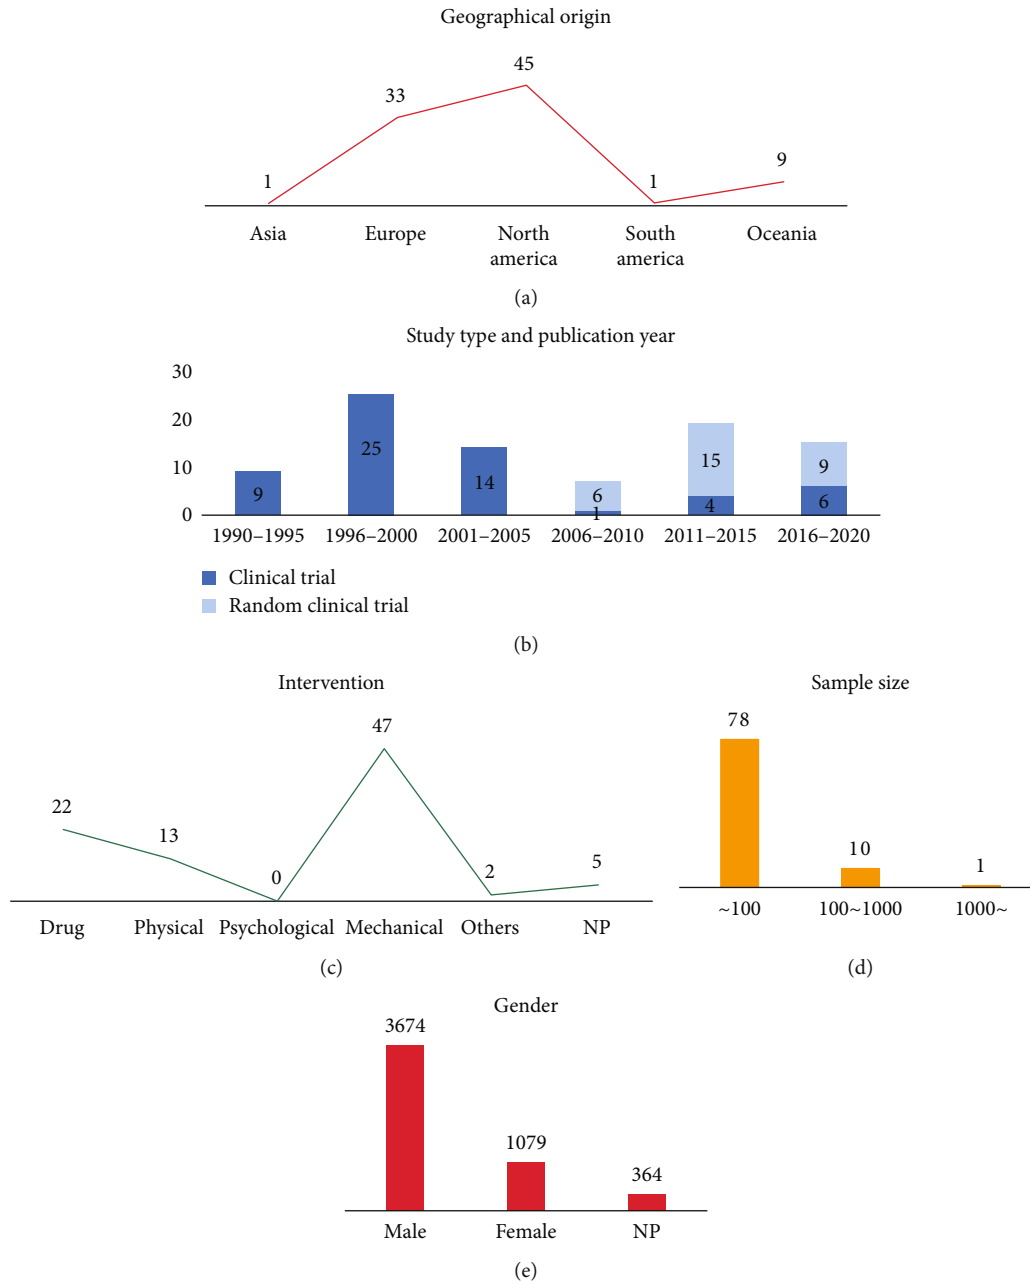 Geographical origin
1 33 45 1 9
Asia Europe North america South america Oceania
(a)
Study type and publication year
30
20
10
0
9 25 14 6 1 15 4 9 6
1990–1995 1996–2000 2001–2005 2006–2010 2011–2015 2016–2020
Clinical trial
Random clinical trial
(b)
Intervention
22 13 0 47 2 5
Drug Physical Psychological Mechanical Others NP
(c)
Sample size
78 10 1
~100 100~1000 1000~
(d)
Gender
3674 1079 364
Male Female NP
(e)